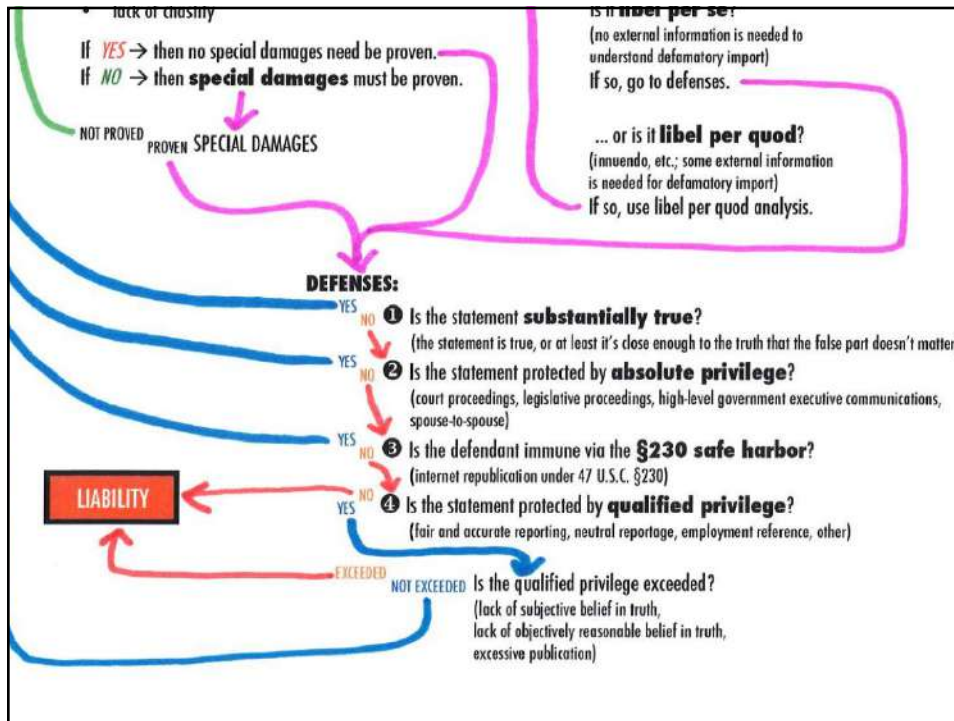 • lack of chastity
If YES → then no special damages need be proven.
If NO → then special damages must be proven.
NOT PROVED
PROVEN SPECIAL DAMAGES
is it libel per se?
(no external information is needed to
understand defamatory import)
If so, go to defenses.
... or is it libel per quod?
(innuendo, etc.; some external information
is needed for defamatory import)
If so, use libel per quod analysis.
DEFENSES:
YES NO ❶ Is the statement substantially true?
(the statement is true, or at least it's close enough to the truth that the false part doesn't matter
YES NO ❷ Is the statement protected by absolute privilege?
(court proceedings, legislative proceedings, high-level government executive communications,
spouse-to-spouse)
YES NO ❸ Is the defendant immune via the §230 safe harbor?
(internet republication under 47 U.S.C. §230)
LIABILITY
YES NO ❹ Is the statement protected by qualified privilege?
(fair and accurate reporting, neutral reportage, employment reference, other)
EXCEEDED
NOT EXCEEDED Is the qualified privilege exceeded?
(lack of subjective belief in truth,
lack of objectively reasonable belief in truth,
excessive publication)